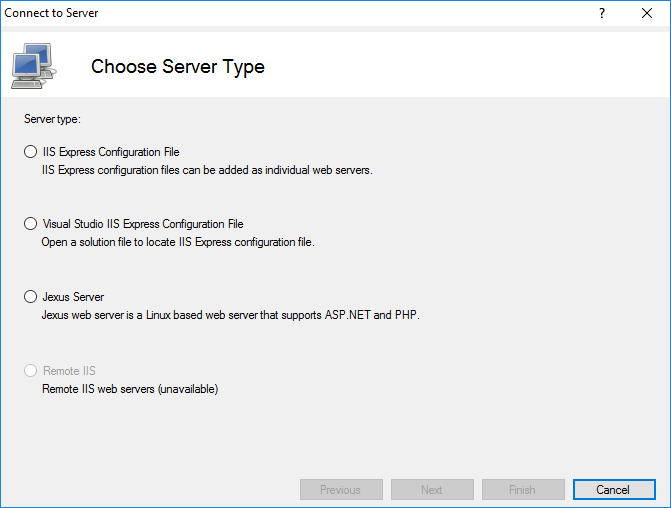 Connect to Server
?
Choose Server Type
Server type:
IIS Express Configuration File
IIS Express configuration files can be added as individual web servers.
Visual Studio IIS Express Configuration File
Open a solution file to locate IIS Express configuration file.
Jexus Server
Jexus web server is a Linux based web server that supports ASP.NET and PHP.
Remote IIS
Remote IIS web servers (unavailable)
Previous Next Finish Cancel